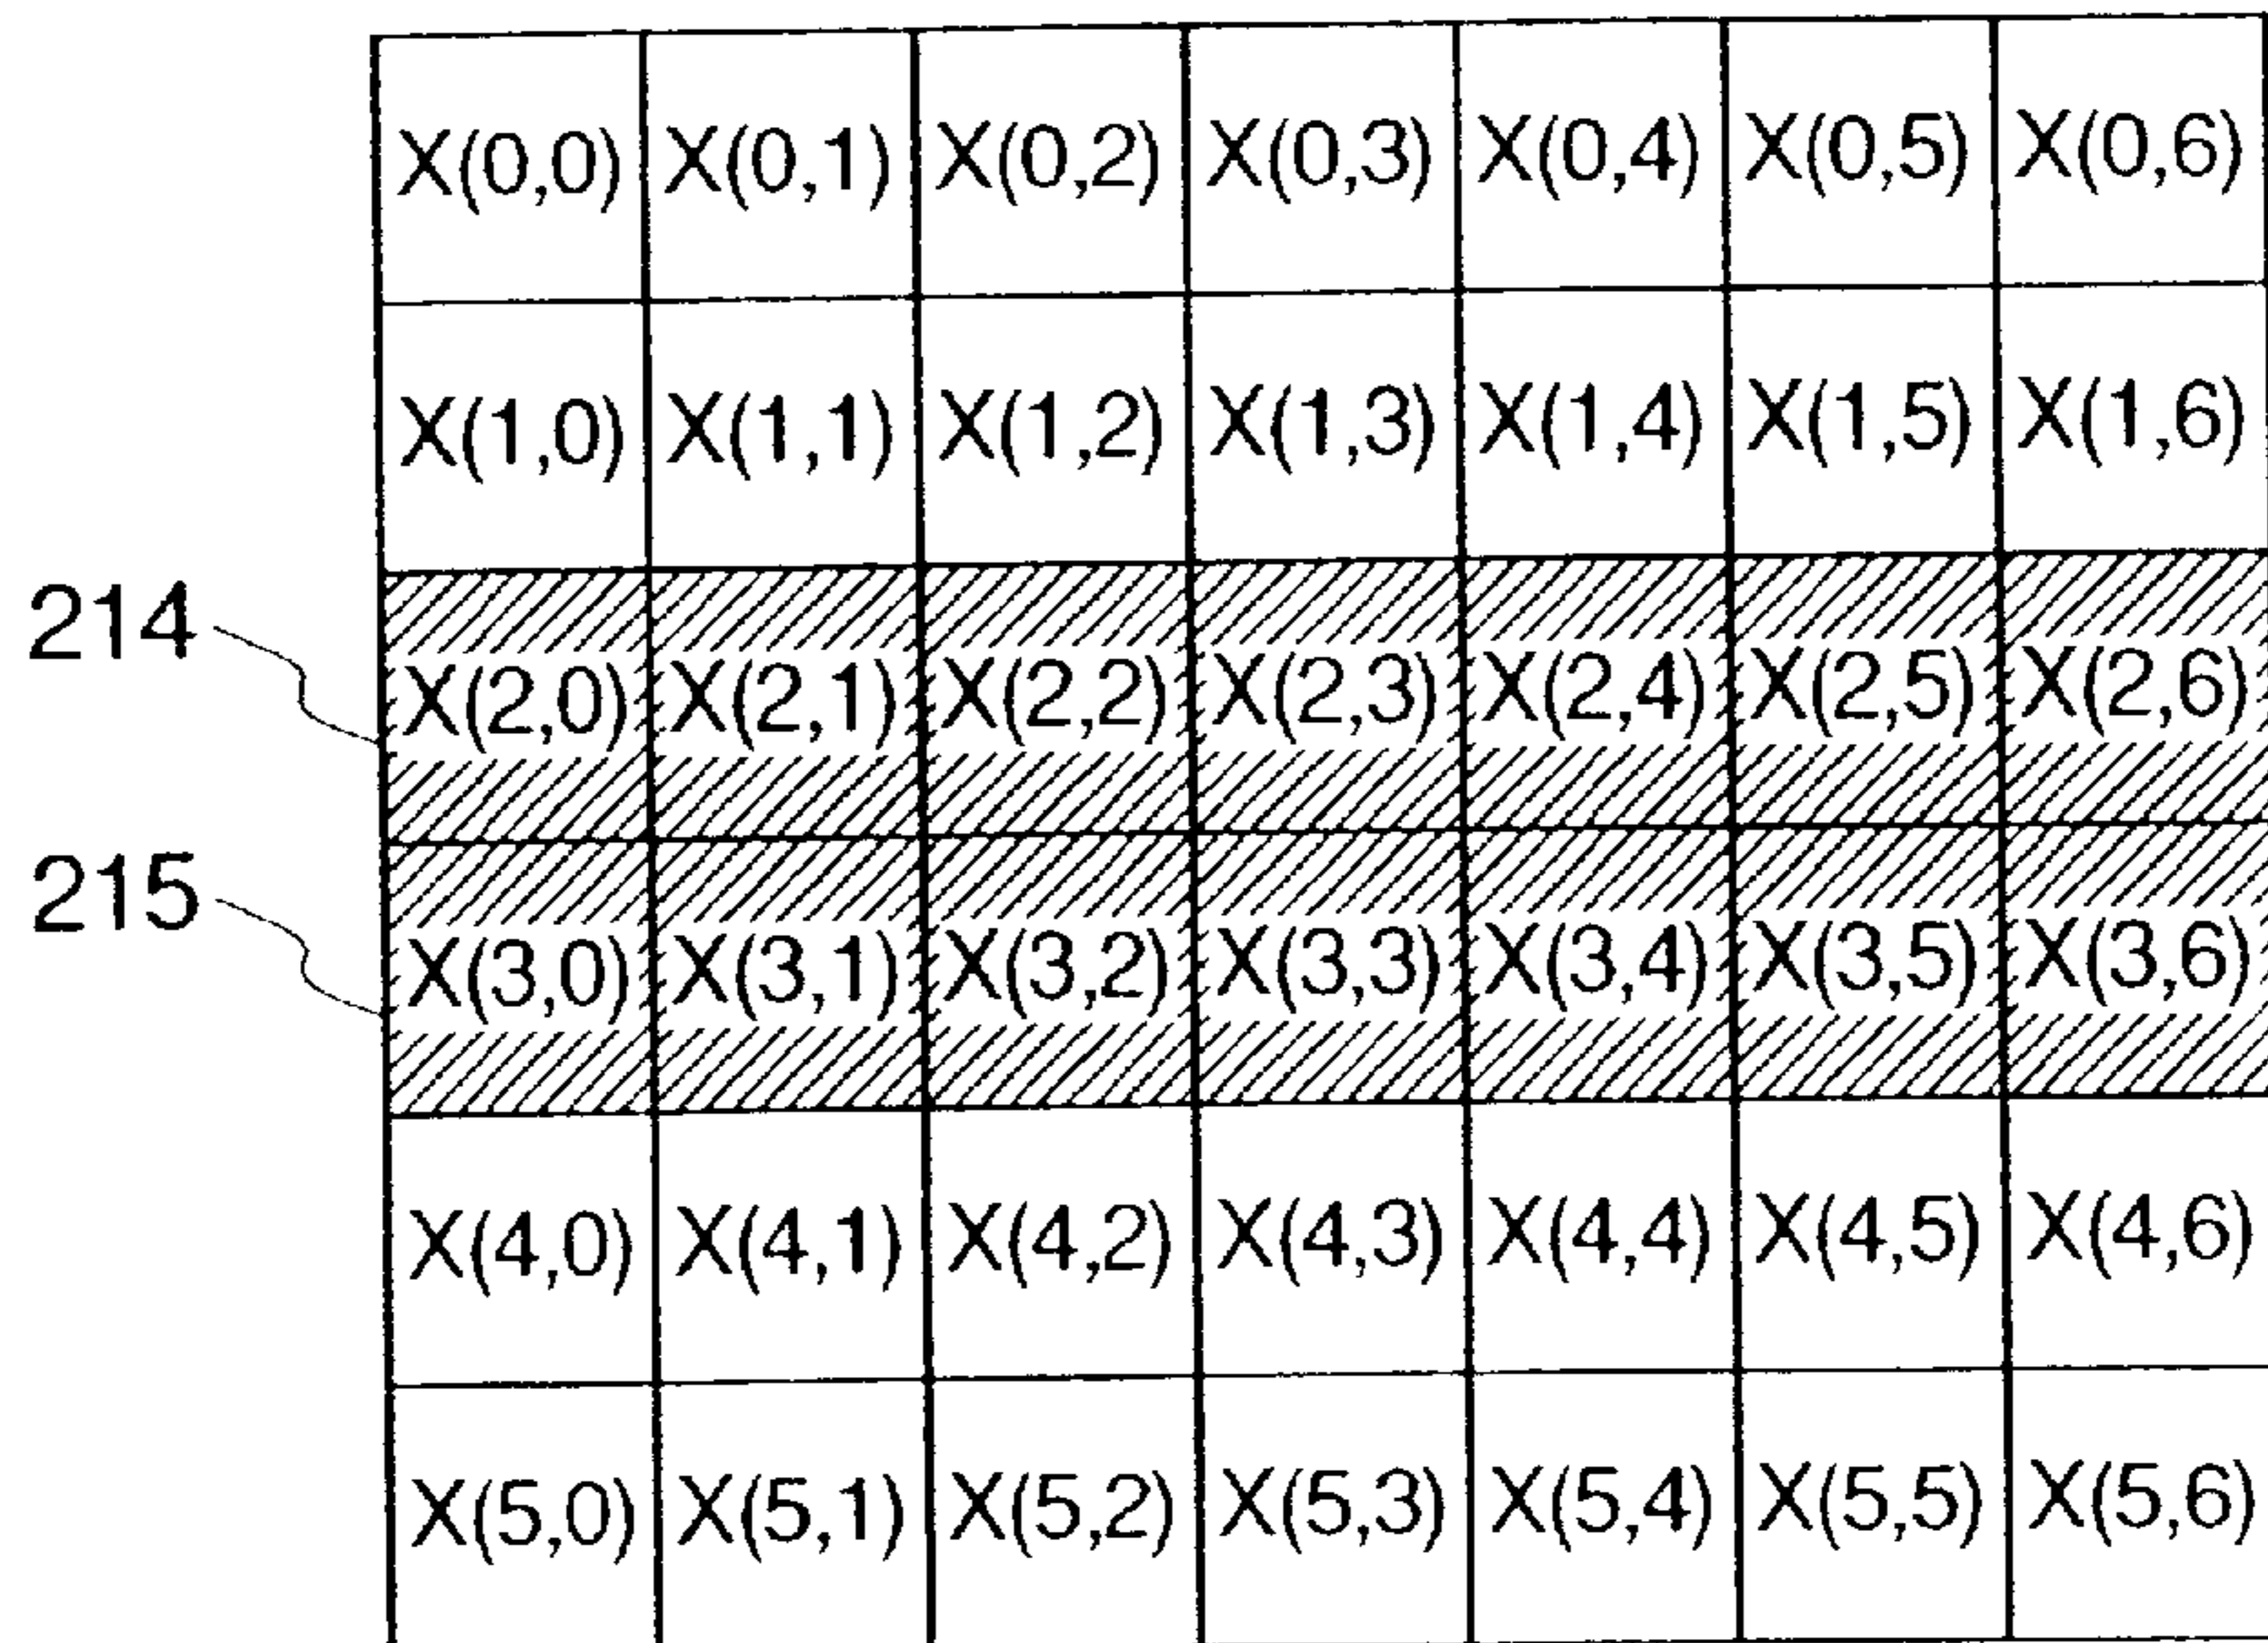 X(0,0) X(0,1) X(0,2) X(0,3) X(0,4) X(0,5) X(0,6)
X(1,0) X(1,1) X(1,2) X(1,3) X(1,4) X(1,5) X(1,6)
214
X(2,0) X(2,1) X(2,2) X(2,3) X(2,4) X(2,5) X(2,6)
215
X(3,0) X(3,1) X(3,2) X(3,3) X(3,4) X(3,5) X(3,6)
X(4,0) X(4,1) X(4,2) X(4,3) X(4,4) X(4,5) X(4,6)
X(5,0) X(5,1) X(5,2) X(5,3) X(5,4) X(5,5) X(5,6)